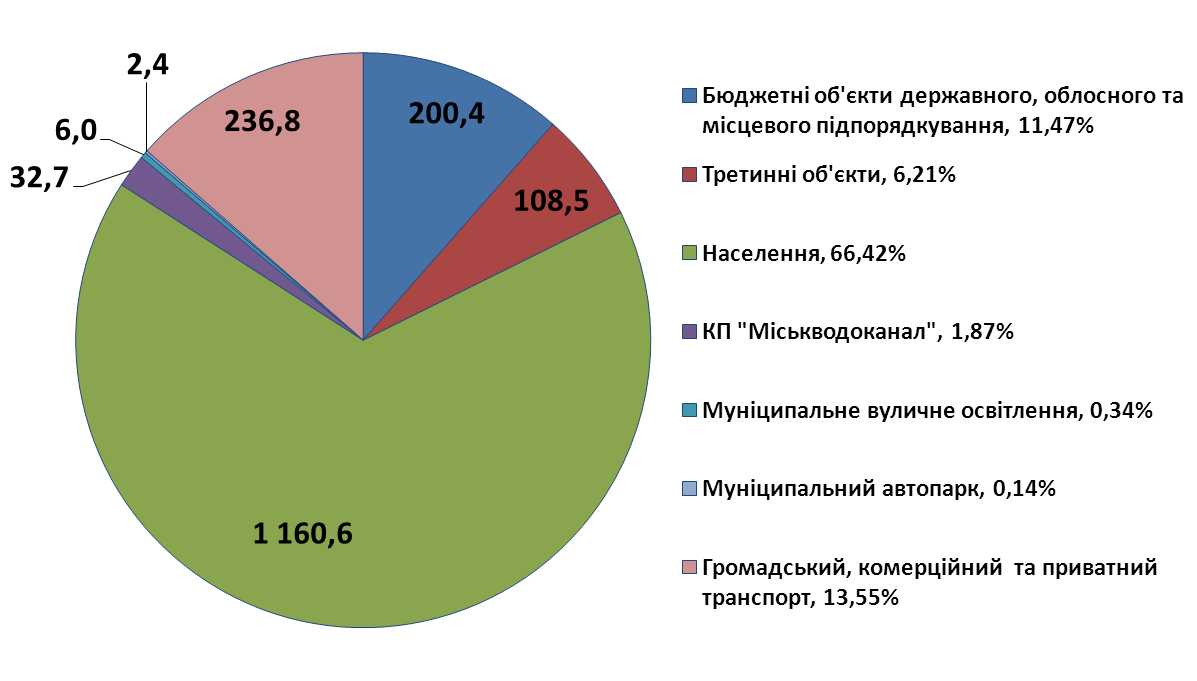 2,4
6,0
32,7
236,8
200,4
108,5
1 160,6
Бюджетні об'єкти державного, облосного та
місцевого підпорядкування, 11,47%
Третинні об'єкти, 6,21%
Населення, 66,42%
КП "Міськводоканал", 1,87%
Муніципальне вуличне освітлення, 0,34%
Муніципальний автопарк, 0,14%
Громадський, комерційний та приватний
транспорт, 13,55%